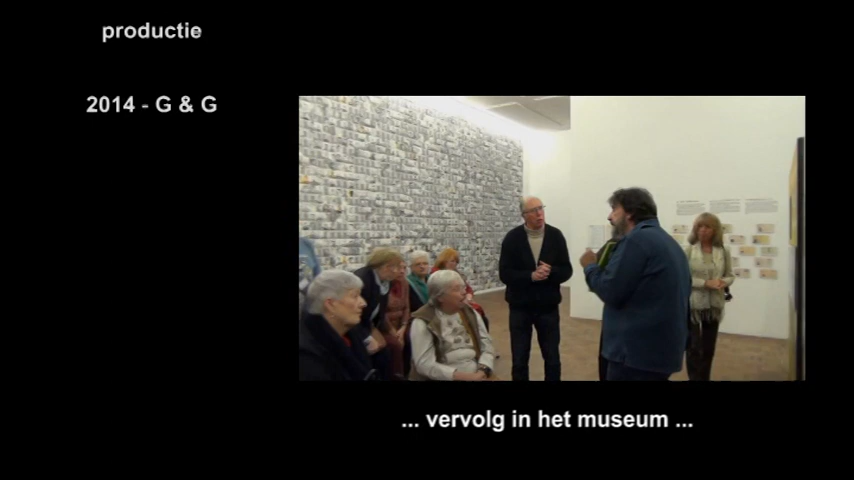 productie
2014 - G & G
... vervolg in het museum ...